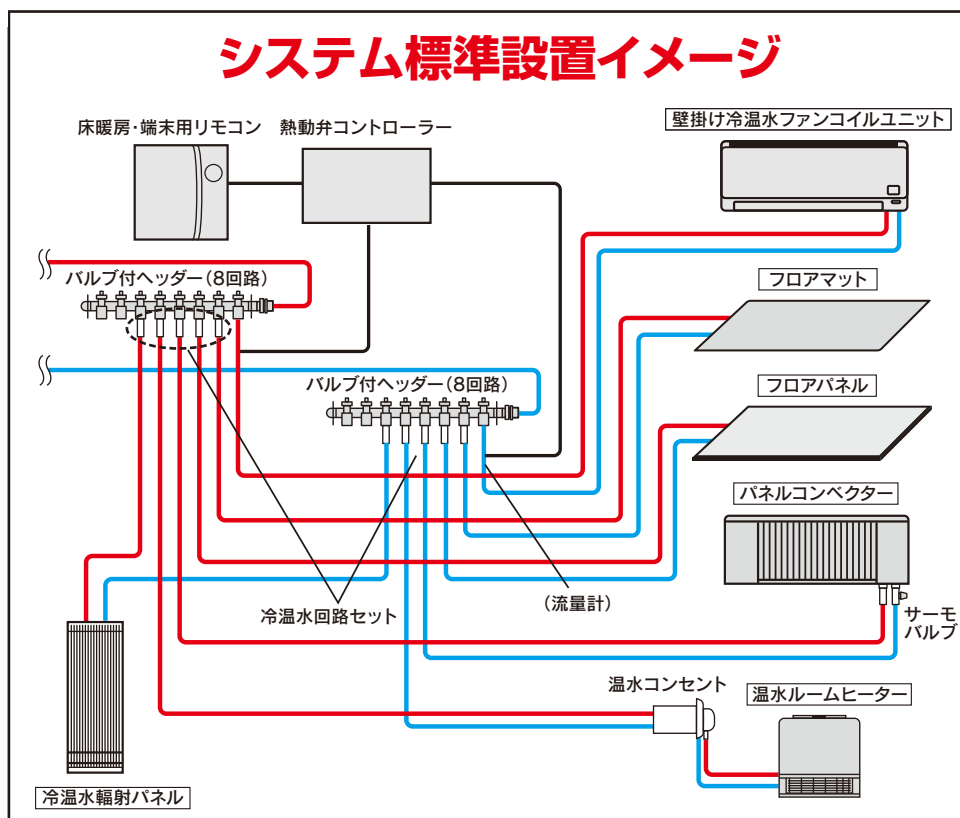 システム標準設置イメージ
床暖房・端末用リモコン
熱動弁コントローラー
壁掛け冷温水ファンコイルユニット
バルブ付ヘッダー(8回路)
フロアマット
バルブ付ヘッダー(8回路)
フロアパネル
パネルコンベクター
冷温水回路セット
(流量計)
サーモ
バルブ
温水コンセント
温水ルームヒーター
冷温水輻射パネル